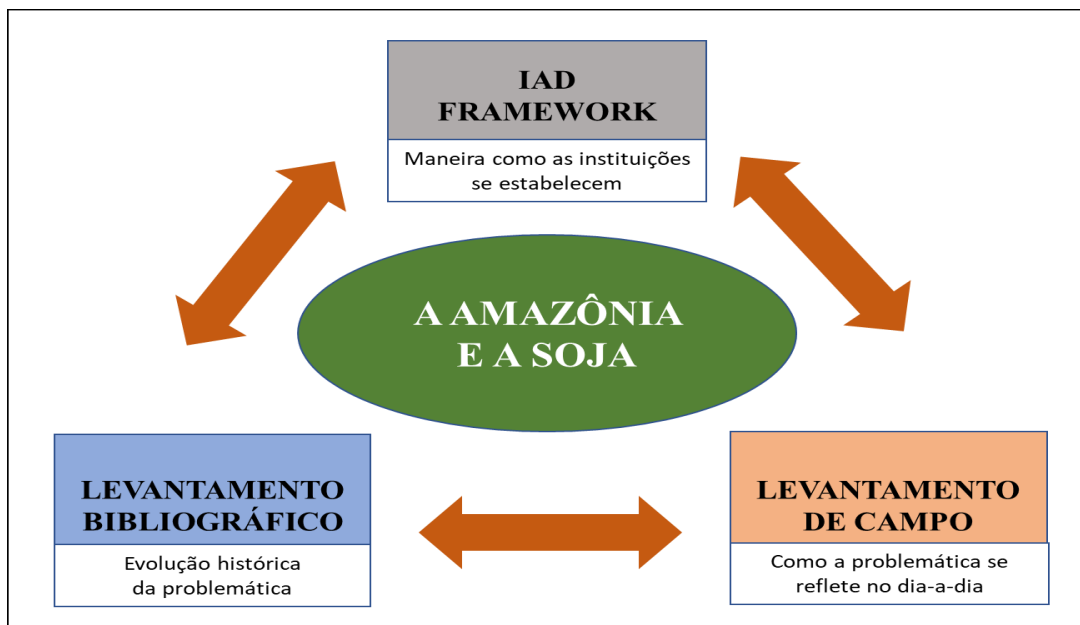 IAD
FRAMEWORK
Maneira como as instituições
se estabelecem
A AMAZÔNIA
E A SOJA
LEVANTAMENTO
BIBLIOGRÁFICO
Evolução histórica
da problemática
LEVANTAMENTO
DE CAMPO
Como a problemática se
reflete no dia-a-dia